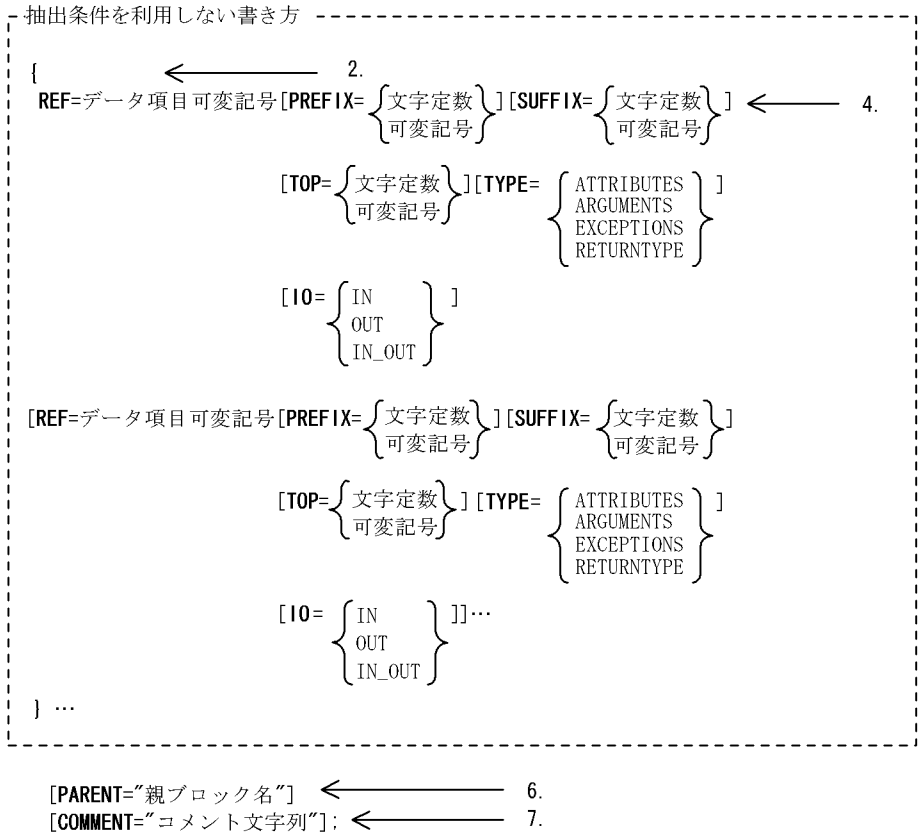 抽出条件を利用しない書き方
{ 2.
REF=データ項目可変記号[PREFIX={文字定数}][SUFFIX={文字定数}] 4.
可変記号 可変記号
[TOP={文字定数}][TYPE={ATTRIBUTES}]
可変記号 ARGUMENTS
EXCEPTIONS
RETURNTYPE
[IO={IN}]
OUT
IN_OUT
[REF=データ項目可変記号[PREFIX={文字定数}][SUFFIX={文字定数}]
可変記号 可変記号
[TOP={文字定数}][TYPE={ATTRIBUTES}]
可変記号 ARGUMENTS
EXCEPTIONS
RETURNTYPE
[IO={IN}]]…
OUT
IN_OUT
} …
[PARENT="親ブロック名"] 6.
[COMMENT="コメント文字列"]; 7.